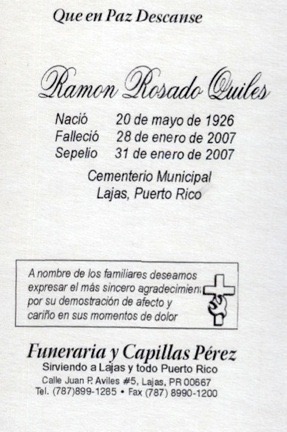 Que en Paz Descanse
Ramon Rosado Quiles
Nació 20 de mayo de 1926
Falleció 28 de enero de 2007
Sepelio 31 de enero de 2007
Cementerio Municipal
Lajas, Puerto Rico
A nombre de los familiares deseamos
expresar el más sincero agradecimien
por su demostración de afecto y
cariño en sus momentos de dolor
Funeraria y Capillas Pérez
Sirviendo a Lajas y todo Puerto Rico
Calle Juan P. Aviles #5, Lajas, PR 00667
Tel. (787)899-1285 • Fax (787) 8990-1200